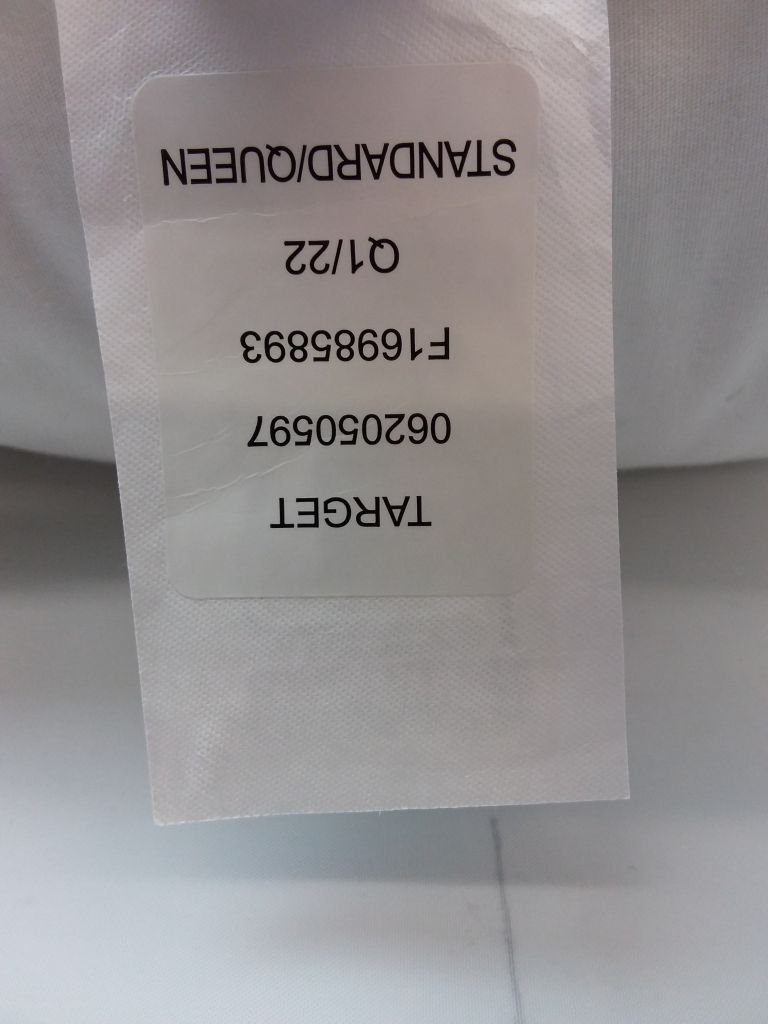 TARGET
062050597
F16985893
Q1/22
STANDARD/QUEEN